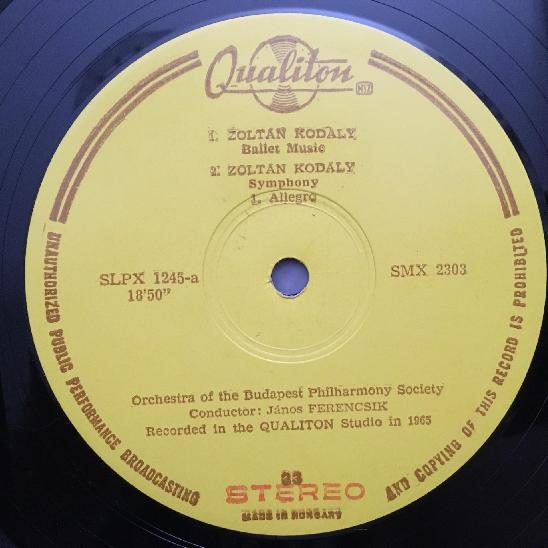 Qualiton
MHV
1. ZOLTÁN KODÁLY
Ballet Music
2. ZOLTÁN KODÁLY
Symphony
1. Allegro
SLPX 1245-a
18'50"
SMX 2303
Orchestra of the Budapest Philharmony Society
Conductor: János FERENCSIK
Recorded in the QUALITON Studio in 1965
33
STEREO
MADE IN HUNGARY
UNAUTHORIZED PUBLIC PERFORMANCE BROADCASTING
AND COPYING OF THIS RECORD IS PROHIBITED